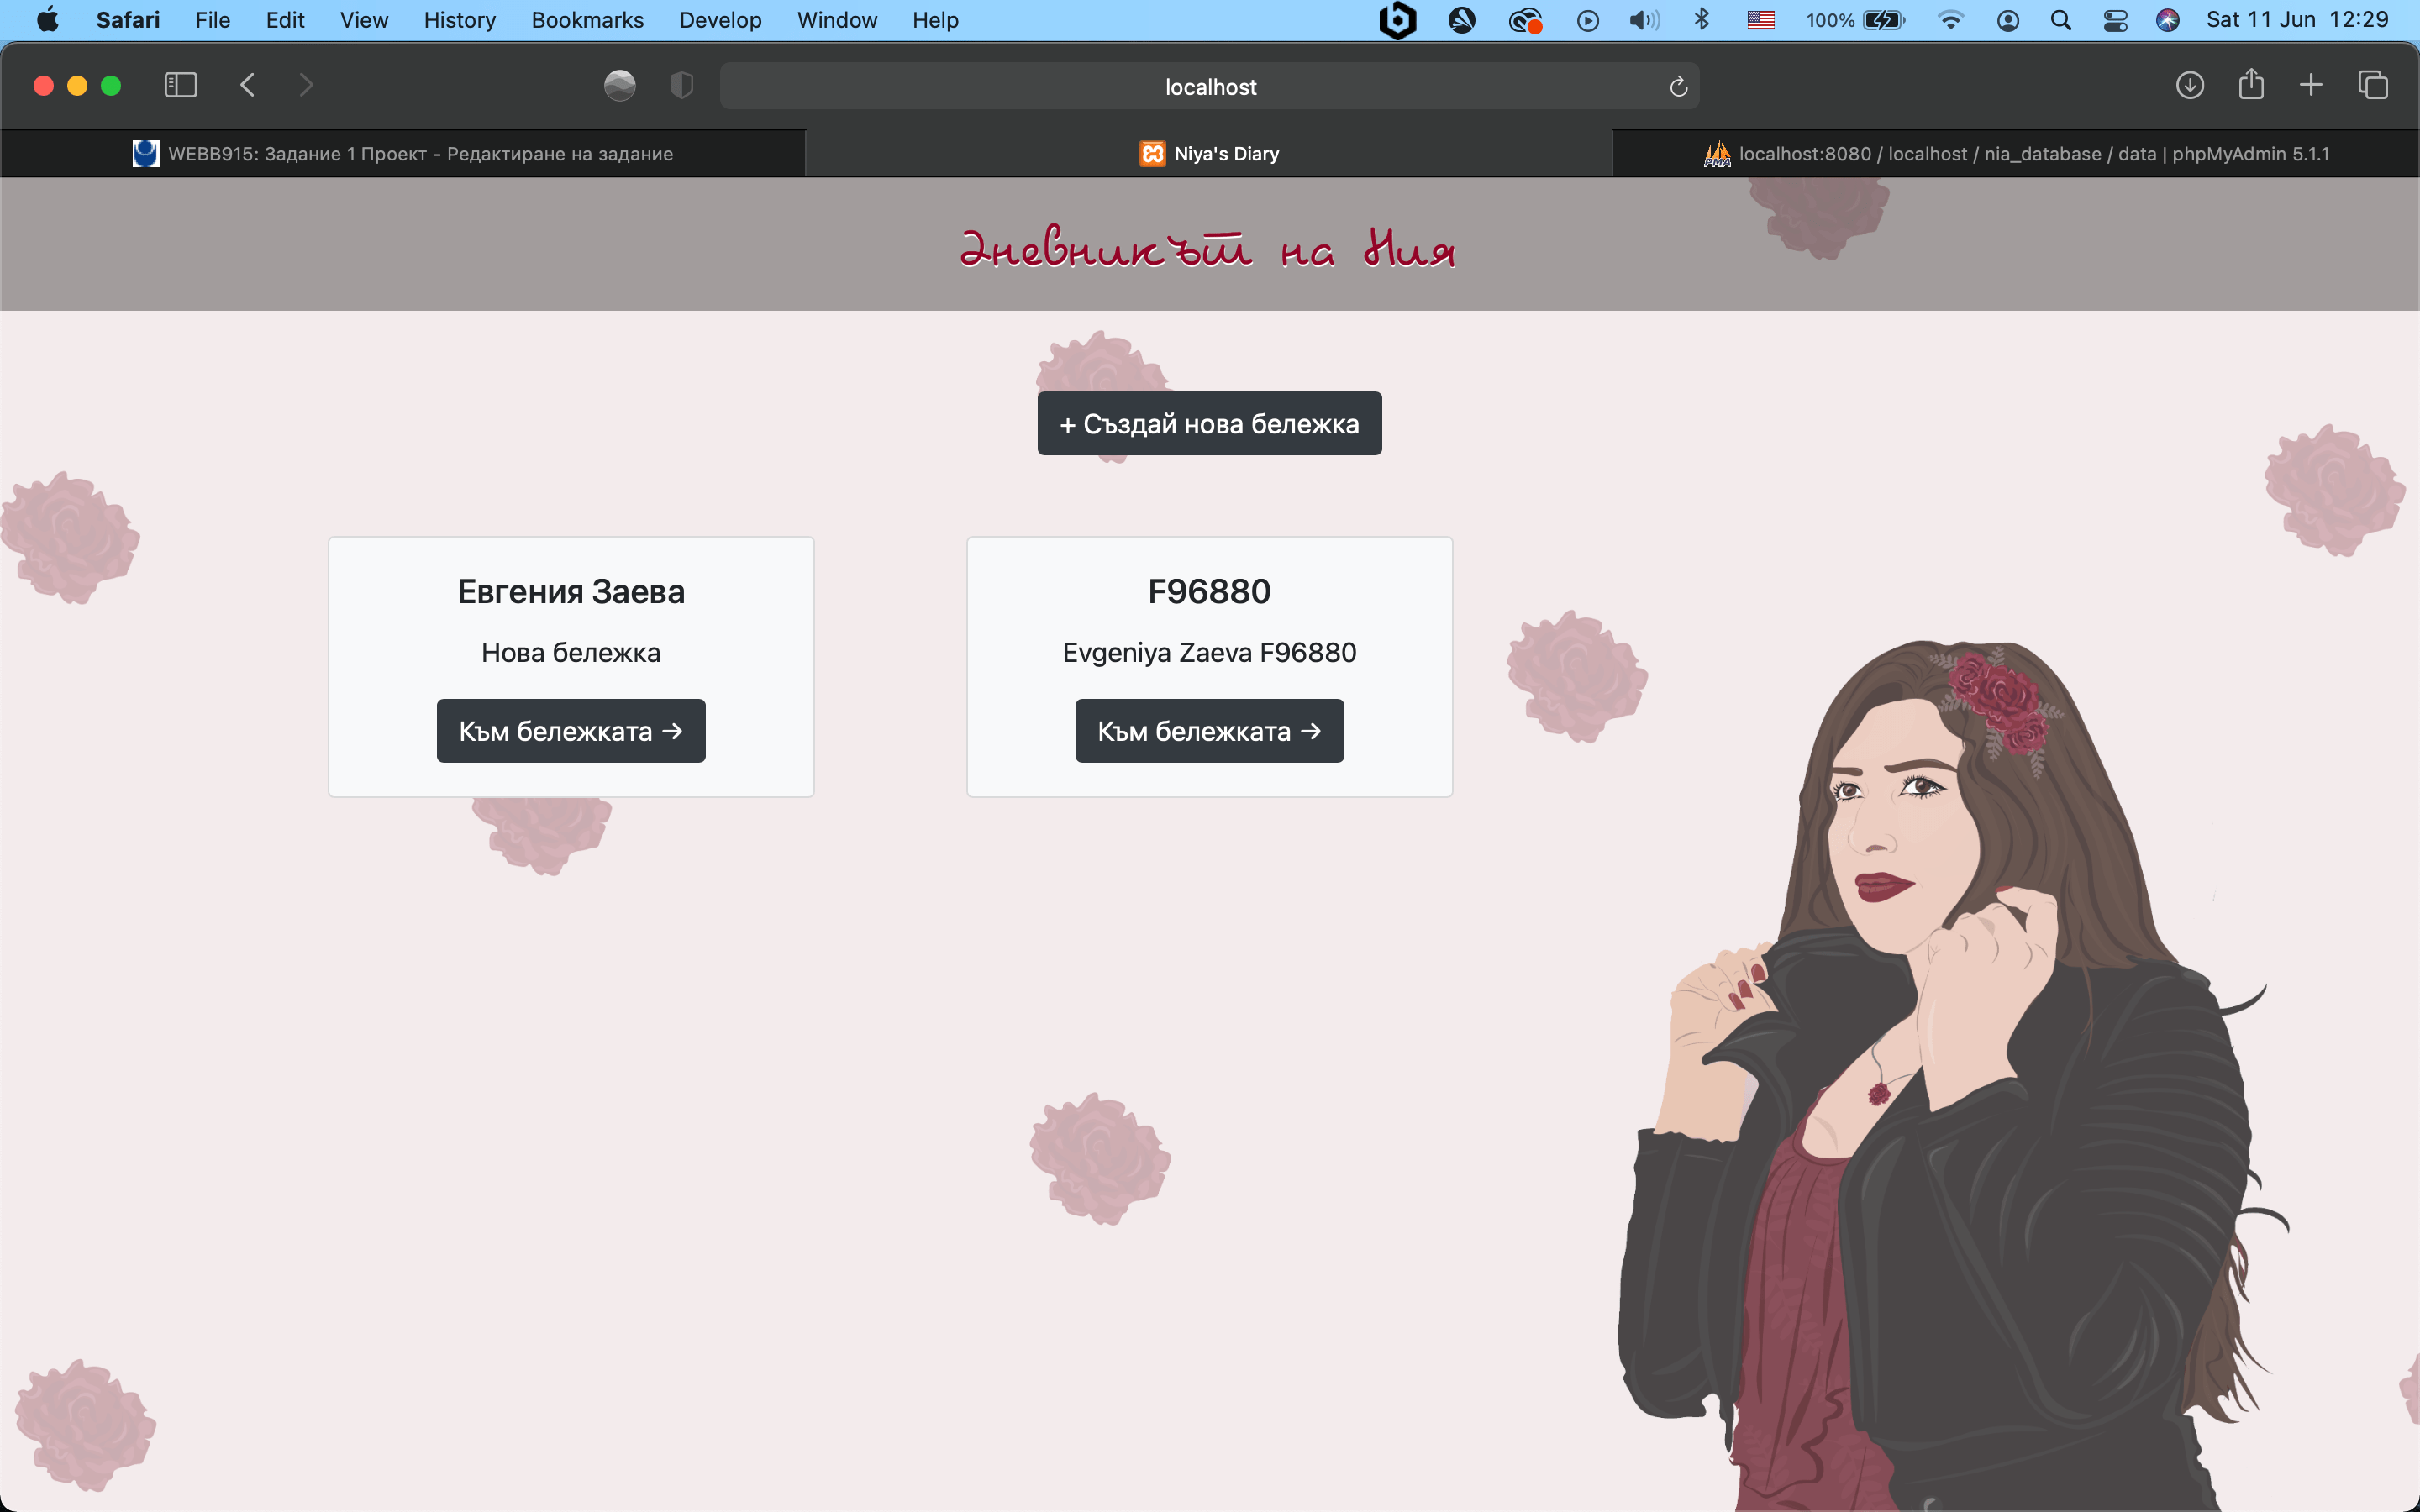 Safari File Edit View History Bookmarks Develop Window Help 100% Sat 11 Jun 12:29
localhost
WEBB915: Задание 1 Проект - Редактиране на задание
Niya's Diary
localhost:8080 / localhost / nia_database / data | phpMyAdmin 5.1.1
Дневникът на Ния
+ Създай нова бележка
Евгения Заева
Нова бележка
Към бележката →
F96880
Evgeniya Zaeva F96880
Към бележката →